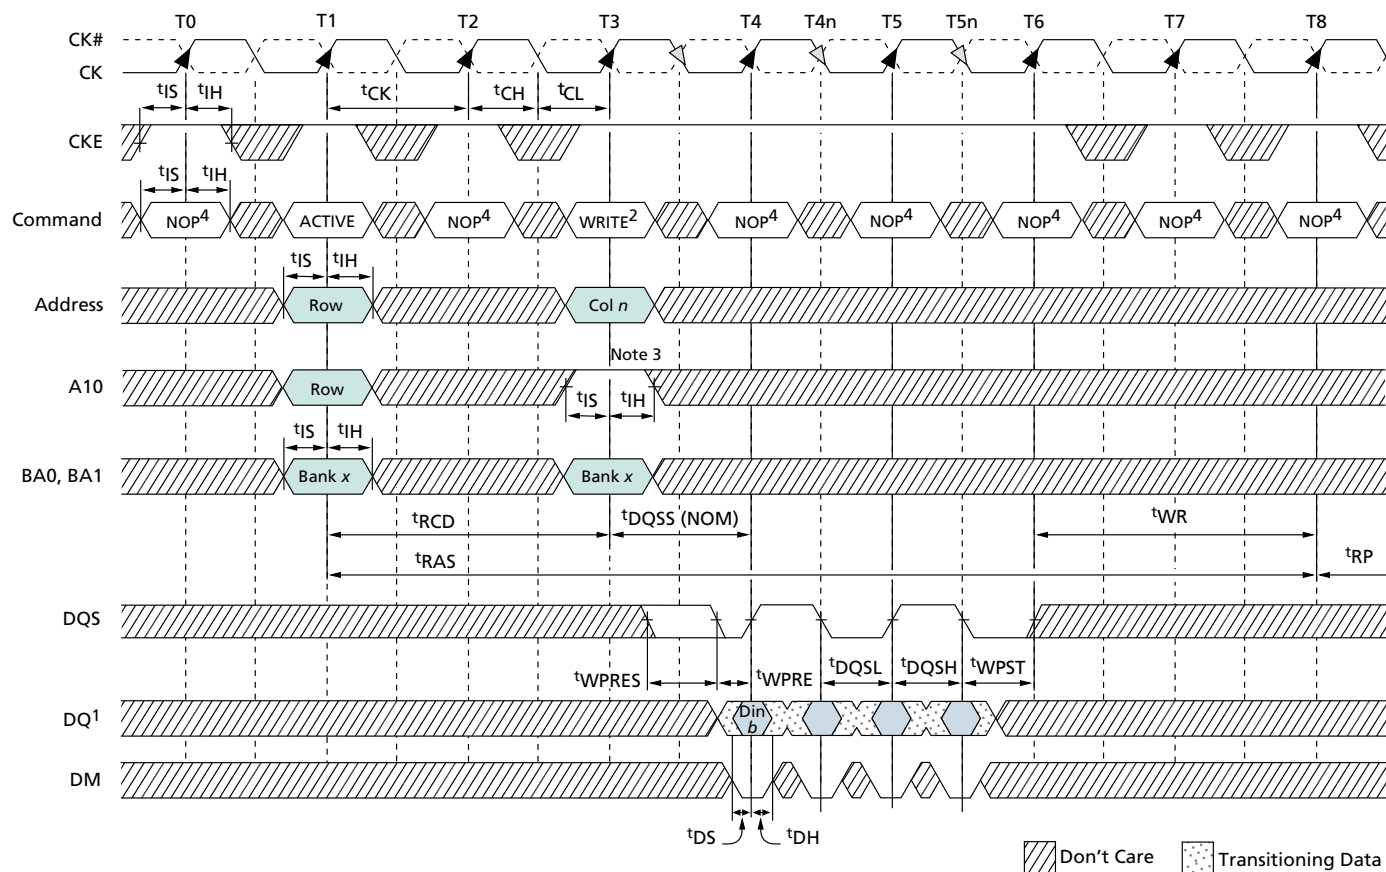 T0 T1 T2 T3 T4 T4n T5 T5n T6 T7 T8
CK#
CK
tIS tIH tCK tCH tCL
CKE
tIS tIH
Command NOP4 ACTIVE NOP4 WRITE2 NOP4 NOP4 NOP4 NOP4 NOP4
tIS tIH
Address Row Col n
Note 3
A10 Row
tIS tIH
tIS tIH
BA0, BA1 Bank x Bank x
tRCD tDQSS (NOM) tWR
tRAS tRP
DQS
tWPRES tWPRE tDQSL tDQSH tWPST
DQ1 Din b
DM
tDS tDH
Don't Care Transitioning Data